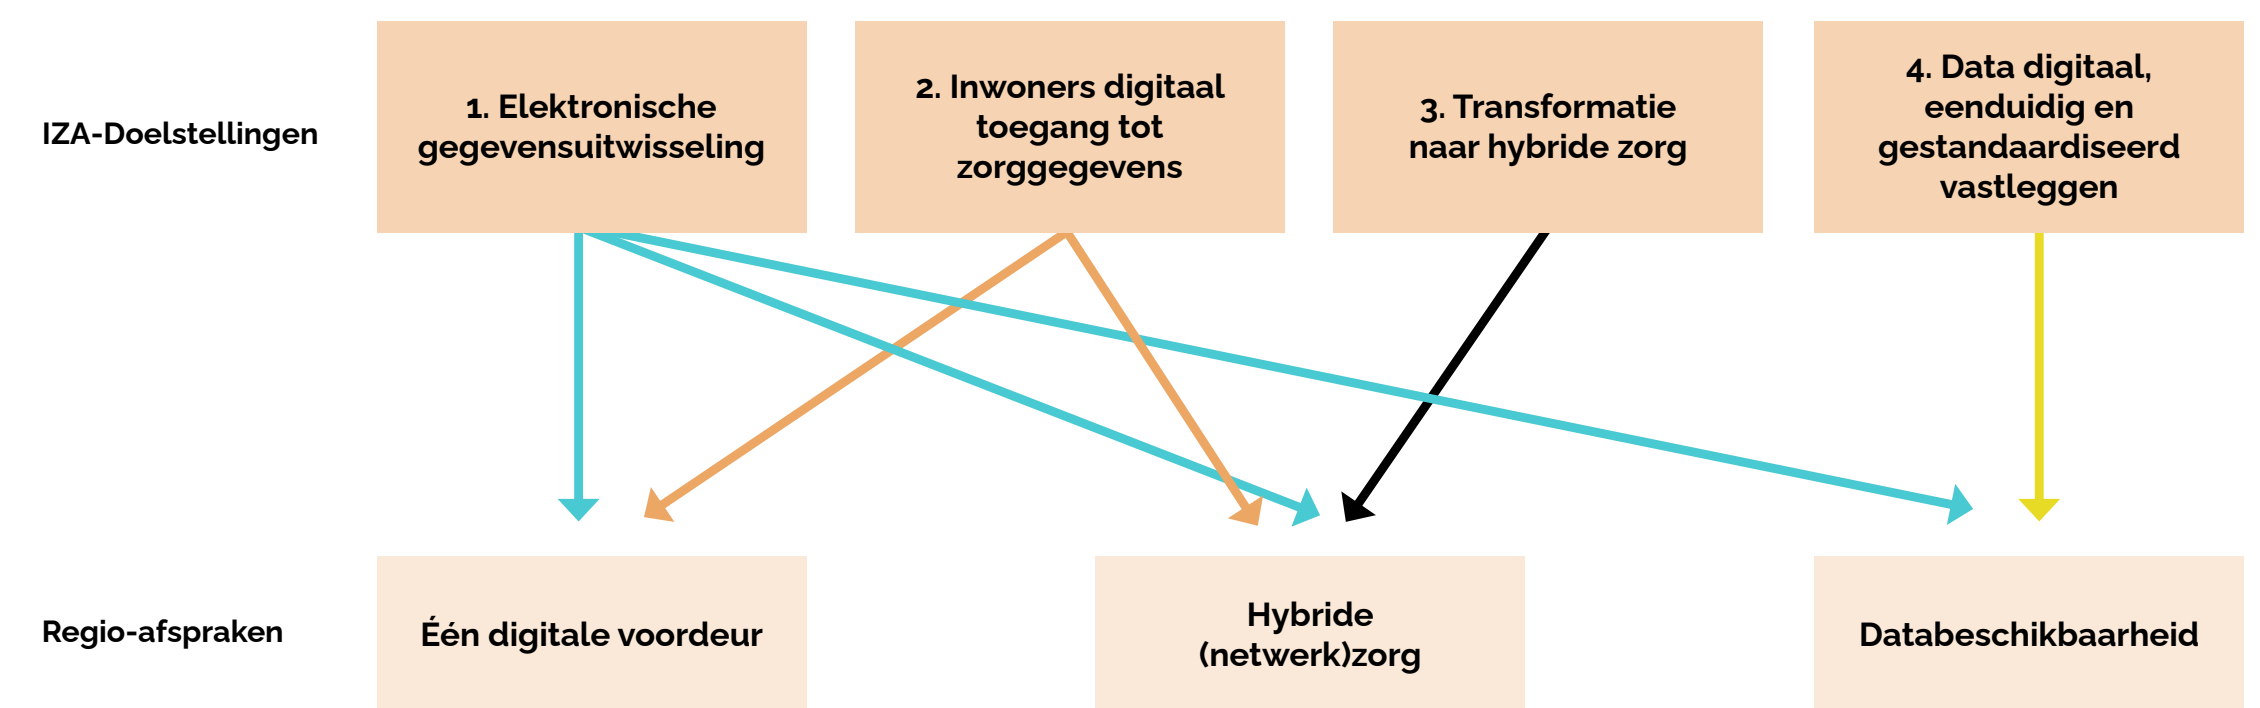 IZA-Doelstellingen
1. Elektronische
gegevensuitwisseling
2. Inwoners digitaal
toegang tot
zorggegevens
3. Transformatie
naar hybride zorg
4. Data digitaal,
eenduidig en
gestandaardiseerd
vastleggen
Regio-afspraken
Één digitale voordeur
Hybride
(netwerk)zorg
Databeschikbaarheid